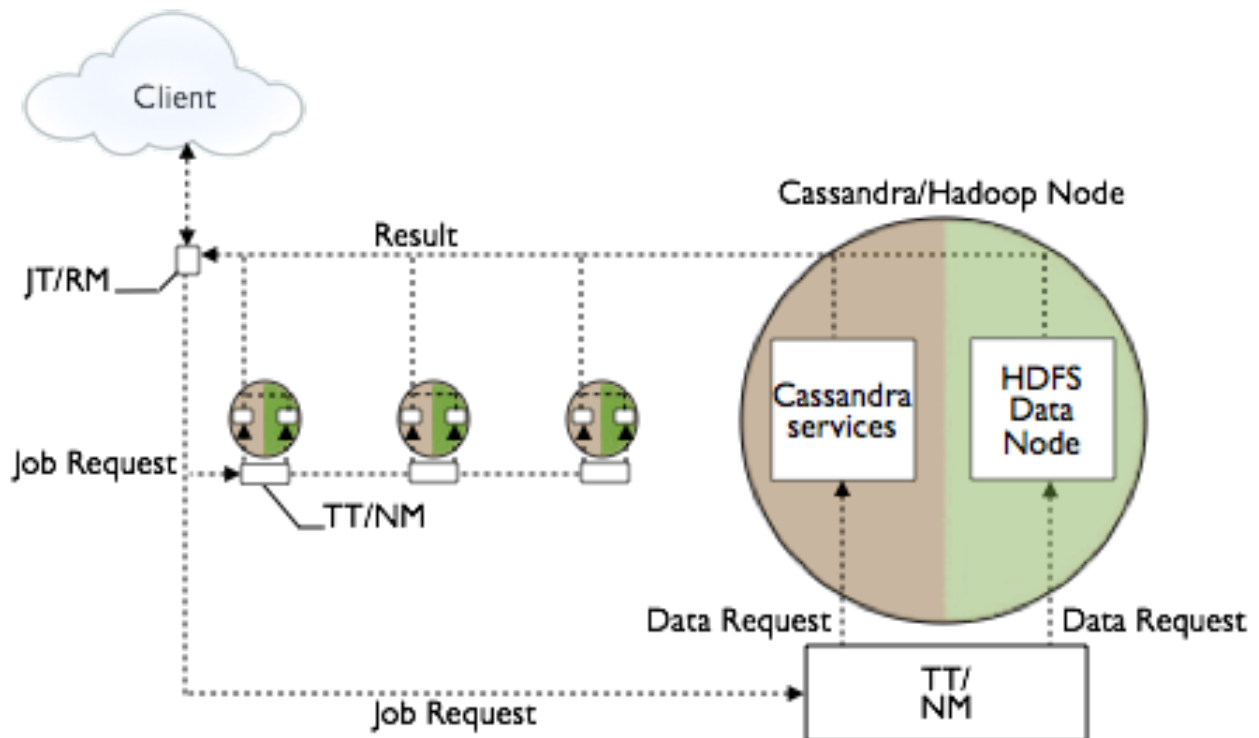 Client
Cassandra/Hadoop Node
Result
JT/RM
Cassandra
services
HDFS
Data
Node
Job Request
TT/NM
Data Request
Data Request
TT/
NM
Job Request